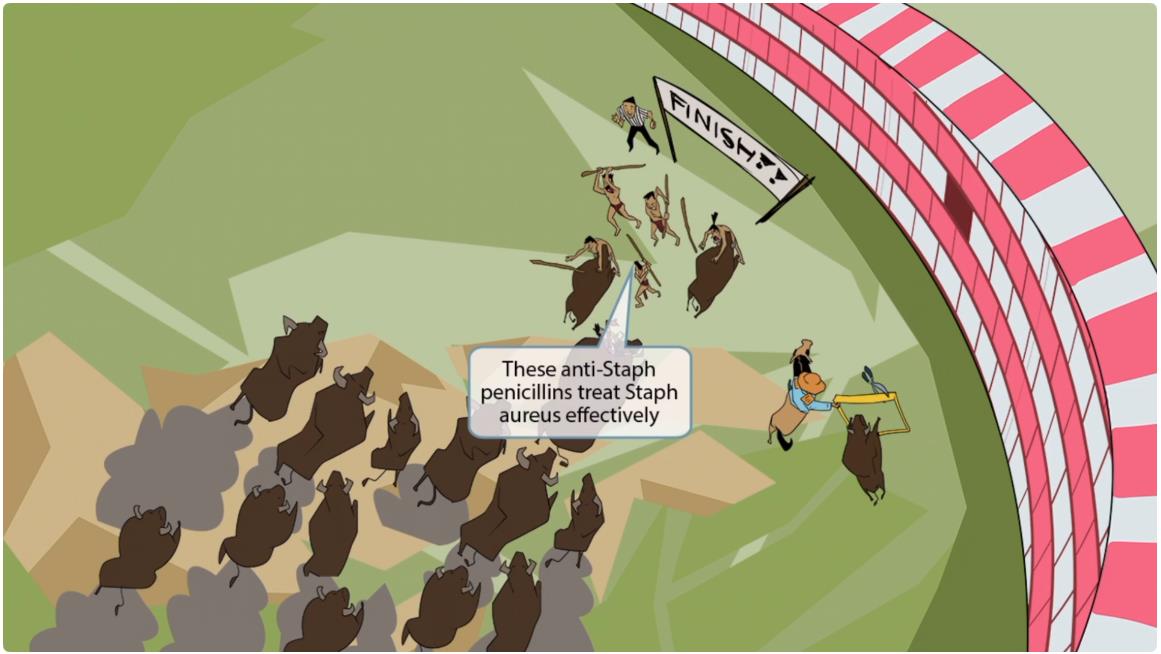 FINISH??
These anti-Staph
penicillins treat Staph
aureus effectively